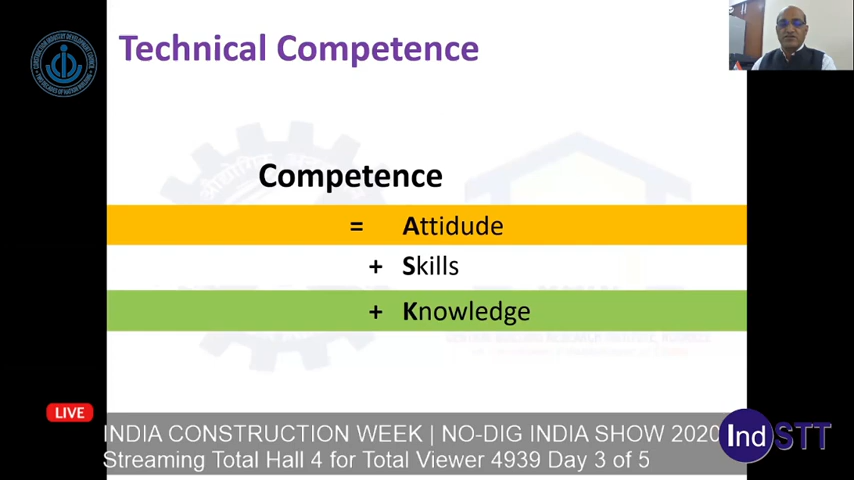 Technical Competence
Competence
= Attidude
+ Skills
+ Knowledge
LIVE
INDIA CONSTRUCTION WEEK | NO-DIG INDIA SHOW 2020
Streaming Total Hall 4 for Total Viewer 4939 Day 3 of 5
IndSTT